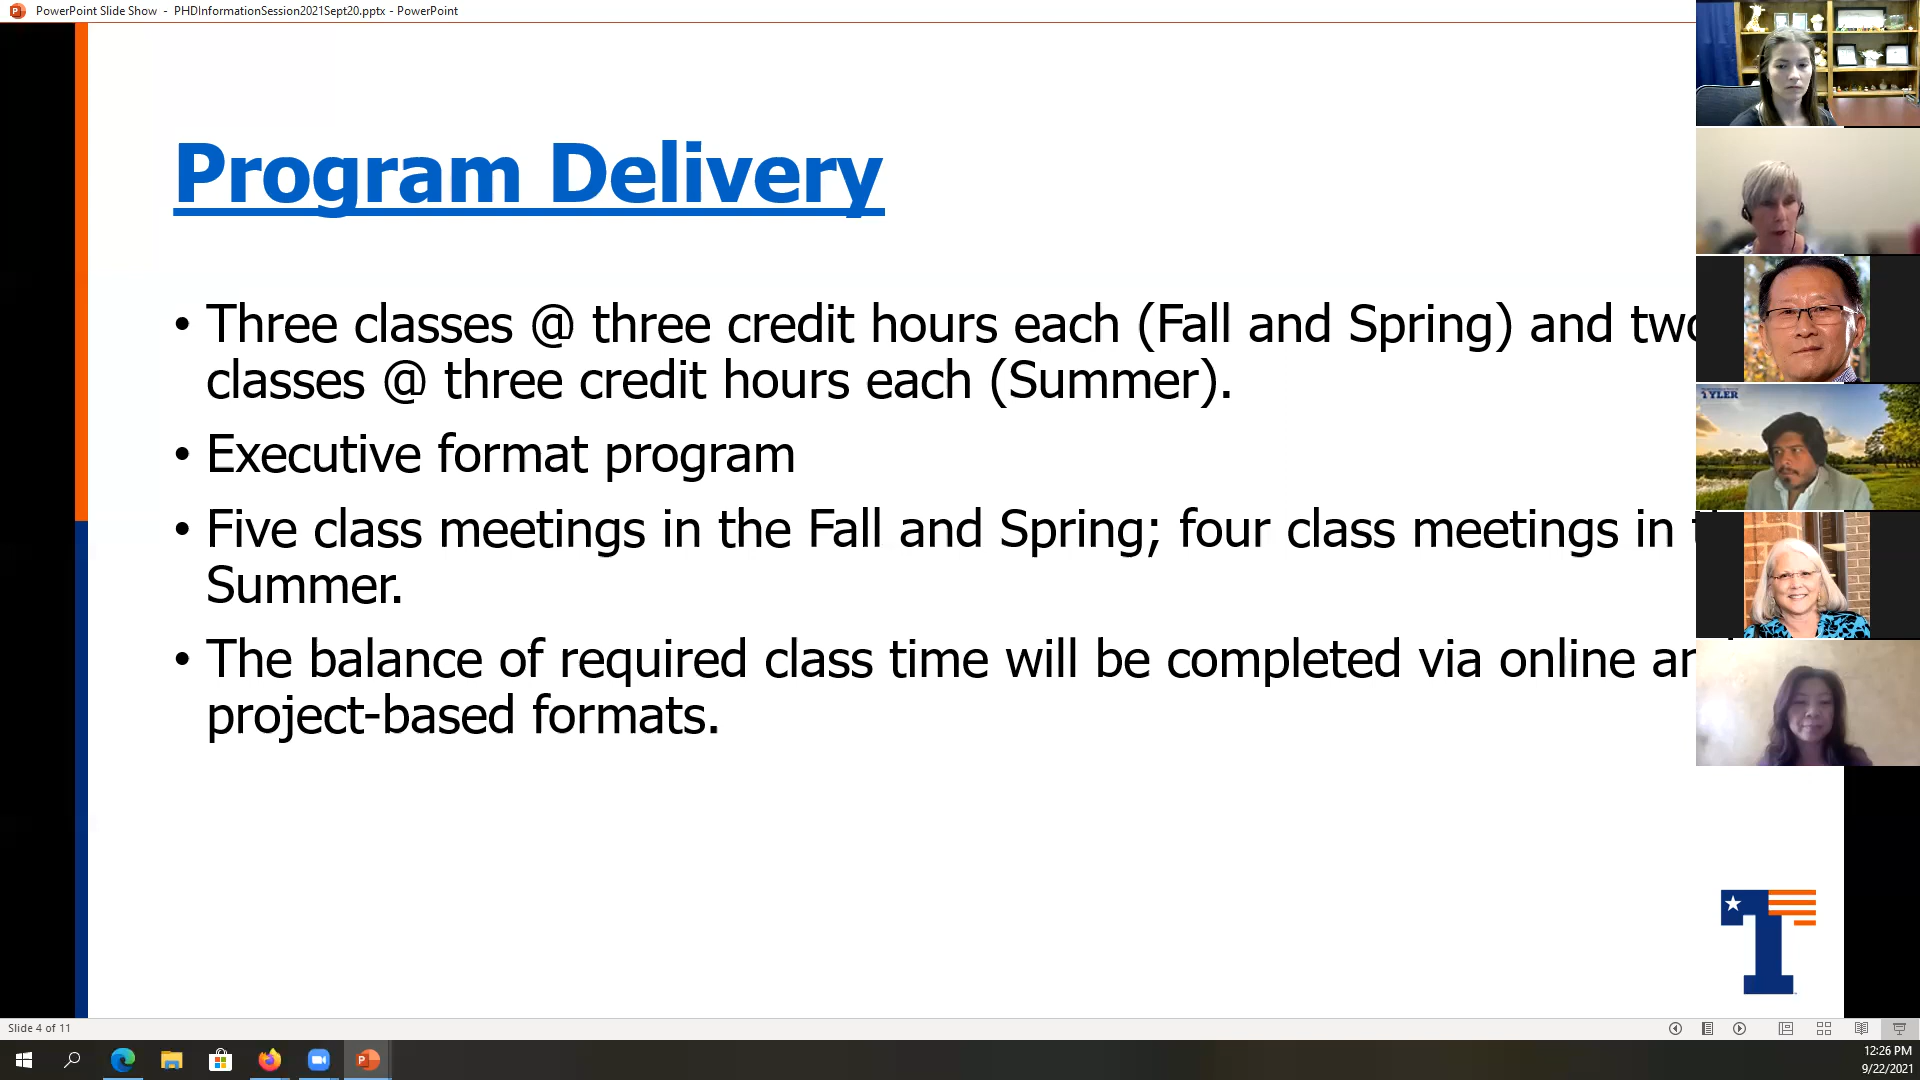 PowerPoint Slide Show - PHDInformationSession2021Sept20.pptx - PowerPoint
Program Delivery
• Three classes @ three credit hours each (Fall and Spring) and
classes @ three credit hours each (Summer).
• Executive format program
• Five class meetings in the Fall and Spring; four class meetings in
Summer.
• The balance of required class time will be completed via online
project-based formats.
TYLER
T
Slide 4 of 11
12:26 PM
9/22/2021